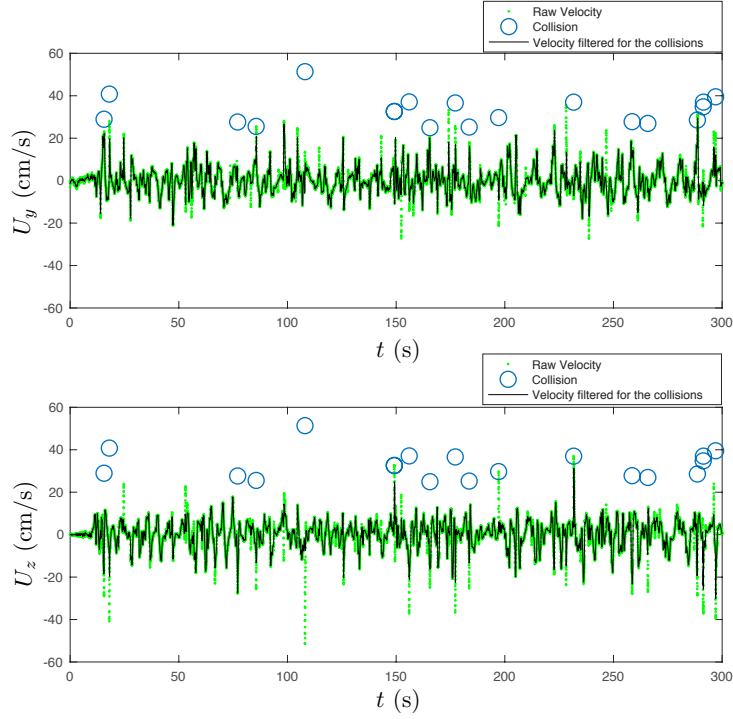 Raw Velocity
Collision
Velocity filtered for the collisions
60
40
20
0
-20
-40
-60
U_y (cm/s)
0 50 100 150 200 250 300
t (s)
Raw Velocity
Collision
Velocity filtered for the collisions
60
40
20
0
-20
-40
-60
U_z (cm/s)
0 50 100 150 200 250 300
t (s)